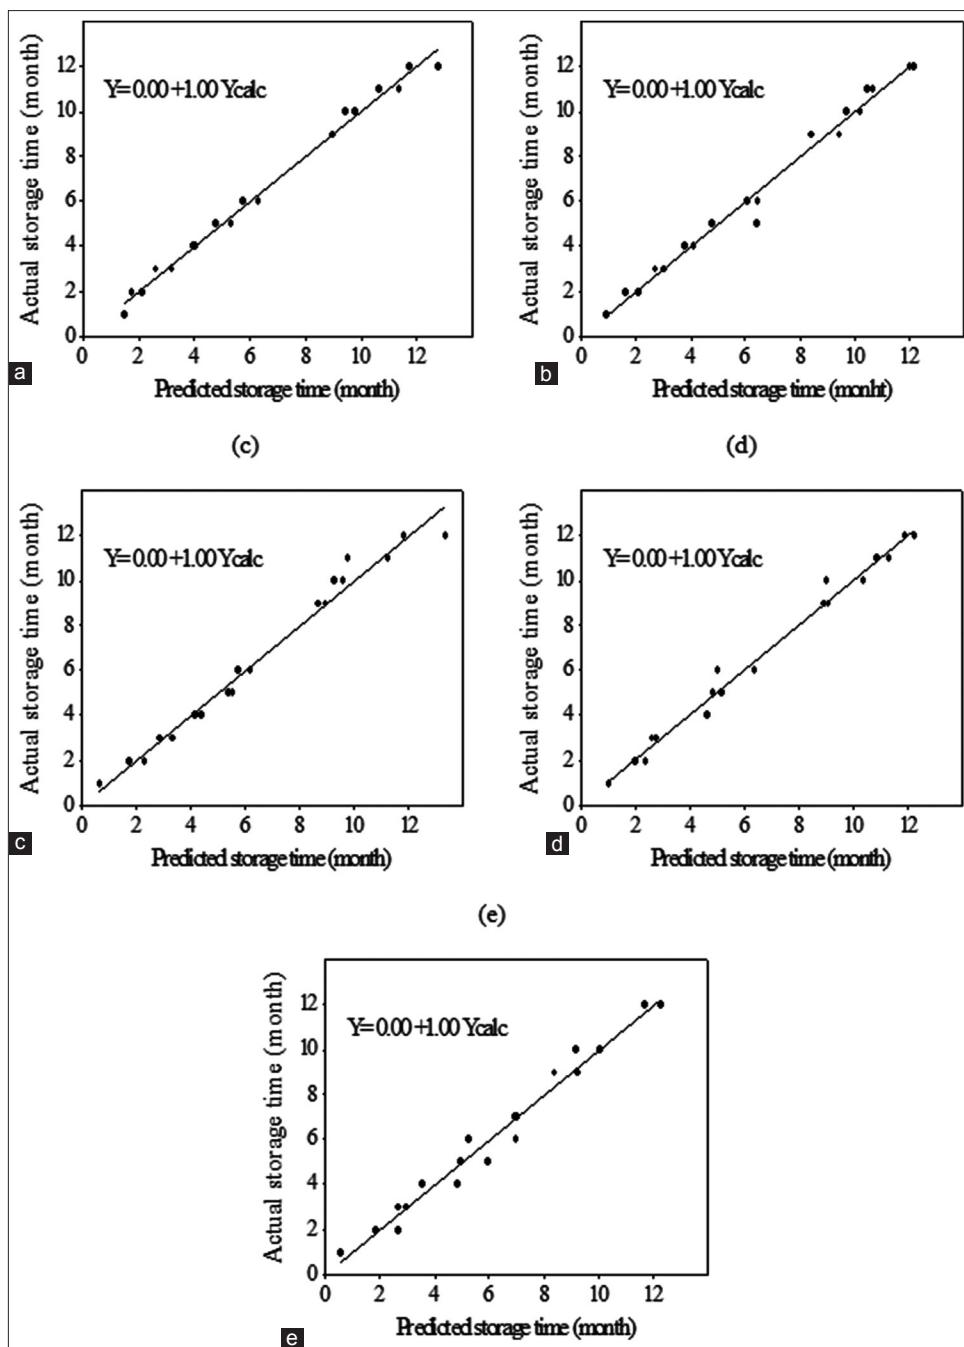 12
10
8
6
4
2
0
Actual storage time (month)
Y= 0.00 +1.00 Ycalc
0 2 4 6 8 10 12
Predicted storage time (month)
a
12
10
8
6
4
2
0
Actual storage time (month)
Y= 0.00 +1.00 Ycalc
0 2 4 6 8 10 12
Predicted storage time (monht)
b
(c)
(d)
12
10
8
6
4
2
0
Actual storage time (month)
Y= 0.00 +1.00 Ycalc
0 2 4 6 8 10 12
Predicted storage time (month)
c
12
10
8
6
4
2
0
Actual storage time (month)
Y= 0.00 +1.00 Ycalc
0 2 4 6 8 10 12
Predicted storage time (month)
d
(e)
12
10
8
6
4
2
0
Actual storage time (month)
Y= 0.00 +1.00 Ycalc
0 2 4 6 8 10 12
Predicted storage time (month)
e